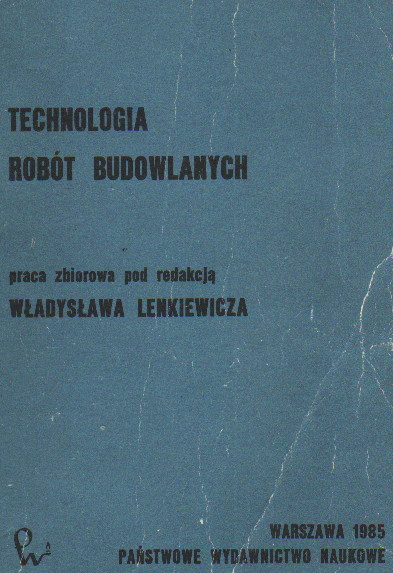 TECHNOLOGIA
ROBÓT BUDOWLANYCH
praca zbiorowa pod redakcją
WŁADYSŁAWA LENKIEWICZA
WARSZAWA 1985
PAŃSTWOWE WYDAWNICTWO NAUKOWE